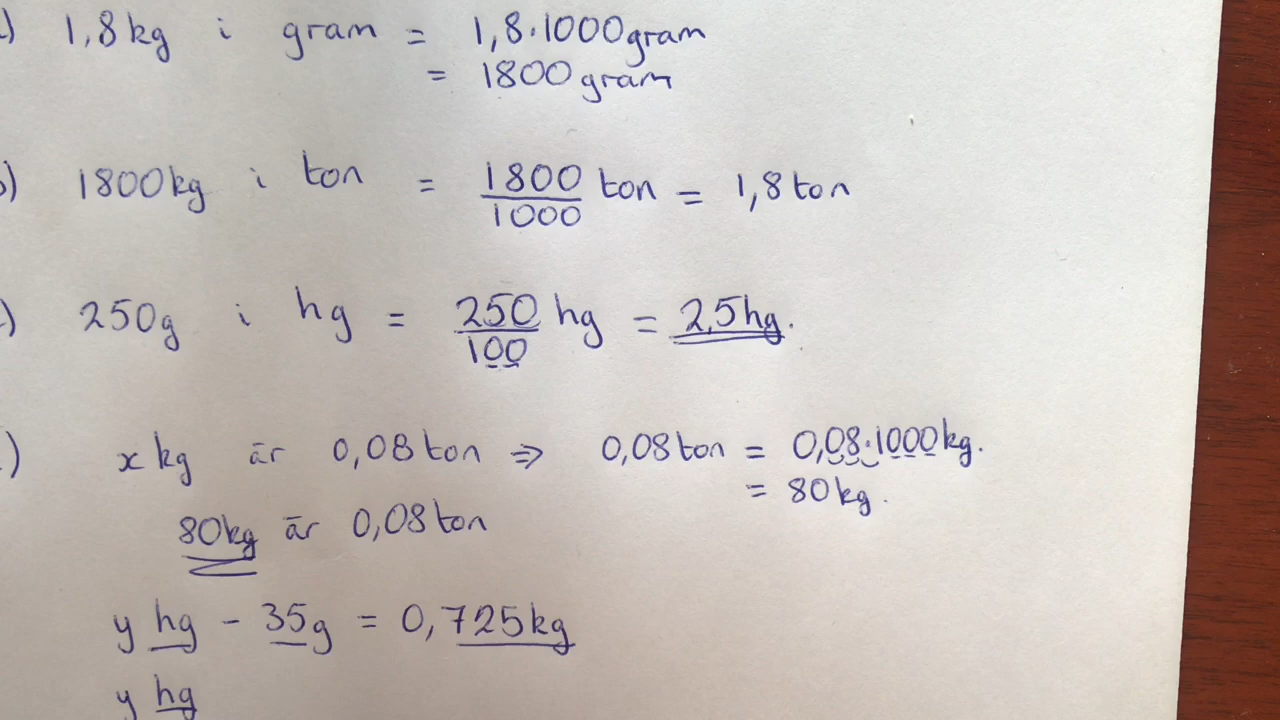 ) 1,8 kg i gram = 1,8·1000 gram
= 1800 gram
) 1800 kg i ton = 1800/1000 ton = 1,8 ton
) 250g i hg = 250/100 hg = 2,5 hg.
) x kg är 0,08 ton ⇒ 0,08 ton = 0,08·1000 kg.
= 80 kg.
80 kg är 0,08 ton
y hg - 35g = 0,725 kg
y hg